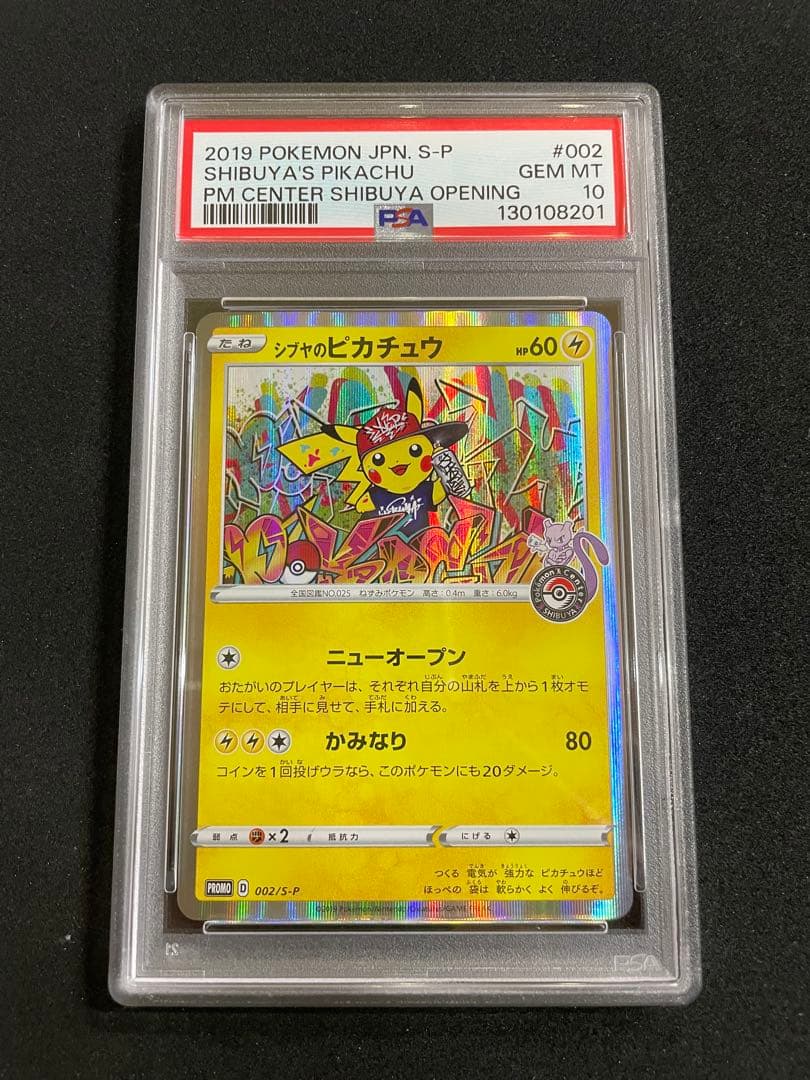 2019 POKEMON JPN. S-P #002
SHIBUYA'S PIKACHU GEM MT
PM CENTER SHIBUYA OPENING 10
PSA 130108201
たね シブヤのピカチュウ HP60
Pokémon Center
SHIBUYA
全国図鑑NO.025 ねずみポケモン 高さ:0.4m 重さ:6.0kg
ニューオープン
おたがいのプレイヤーは、それぞれ自分の山札を上から1枚オモ
テにして、相手に見せて、手札に加える。
かみなり 80
コインを1回投げウラなら、このポケモンにも20ダメージ。
弱点 ×2 抵抗力 にげる
つくる 電気が 強力な ピカチュウほど
ほっぺの 袋は 軟らかく よく 伸びるぞ。
PROMO D 002/S-P
PSA